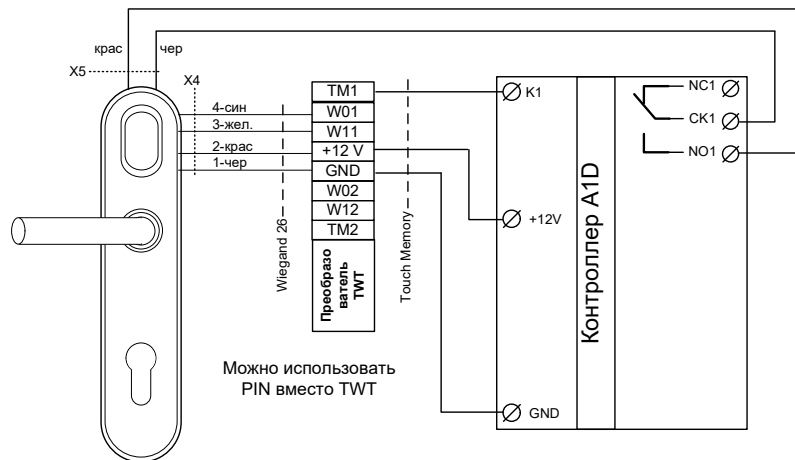 крас
чер
X5
X4
4-син
3-жел.
2-крас
1-чер
Wiegand 26
TM1
W01
W11
+12 V
GND
W02
W12
TM2
Преобразо
ватель
TWT
Touch Memory
K1
+12V
GND
Контроллер A1D
NC1
CK1
NO1
Можно использовать
PIN вместо TWT